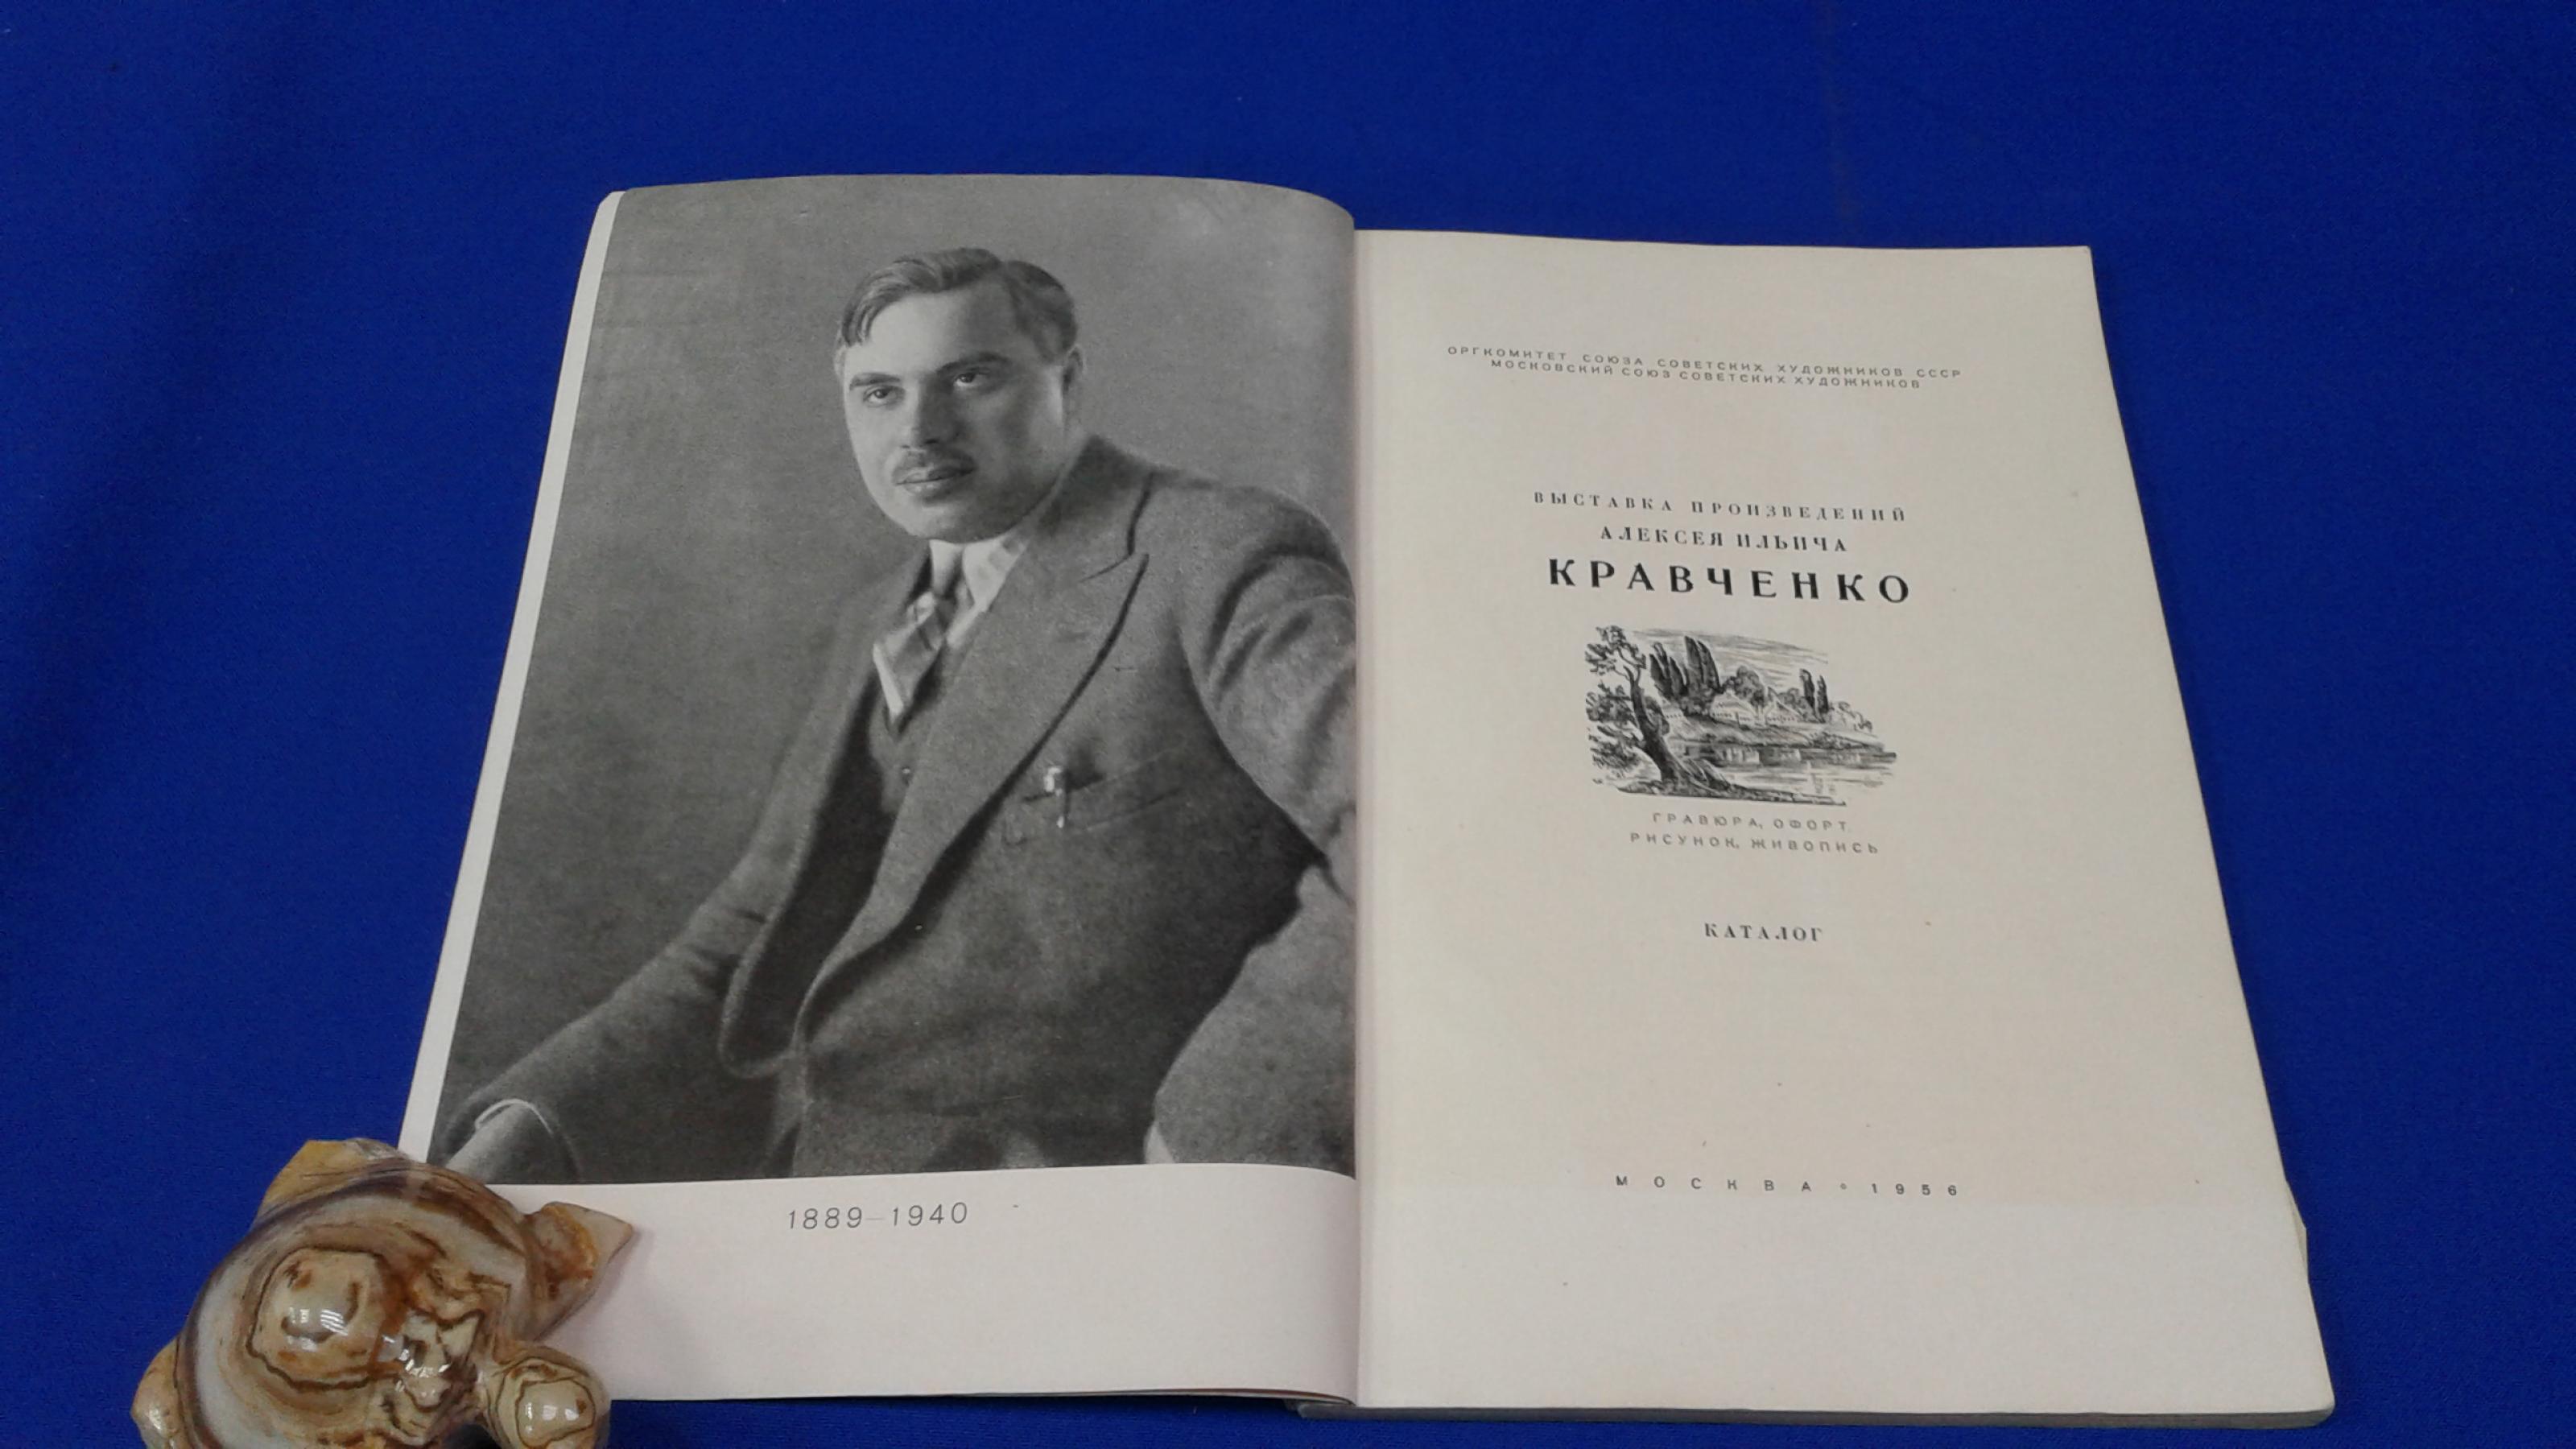 1889–1940
ОРГКОМИТЕТ СОЮЗА СОВЕТСКИХ ХУДОЖНИКОВ СССР
МОСКОВСКИЙ СОЮЗ СОВЕТСКИХ ХУДОЖНИКОВ
ВЫСТАВКА ПРОИЗВЕДЕНИЙ
АЛЕКСЕЯ ИЛЬИЧА
КРАВЧЕНКО
ГРАВЮРА, ОФОРТ,
РИСУНОК, ЖИВОПИСЬ
КАТАЛОГ
МОСКВА • 1956